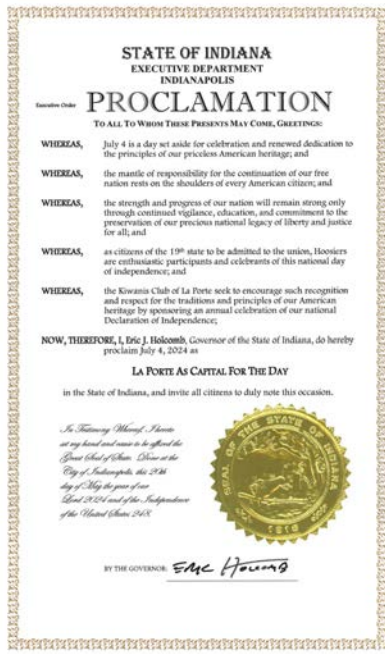 STATE OF INDIANA
EXECUTIVE DEPARTMENT
INDIANAPOLIS
Executive Order
PROCLAMATION
TO ALL TO WHOM THESE PRESENTS MAY COME, GREETINGS:
WHEREAS, July 4 is a day set aside for celebration and renewed dedication to
the principles of our priceless American heritage; and
WHEREAS, the mantle of responsibility for the continuation of our free
nation rests on the shoulders of every American citizen; and
WHEREAS, the strength and progress of our nation will remain strong only
through continued vigilance, education, and commitment to the
preservation of our precious national legacy of liberty and justice
for all; and
WHEREAS, as citizens of the 19th state to be admitted to the union, Hoosiers
are enthusiastic participants and celebrants of this national day
of independence; and
WHEREAS, the Kiwanis Club of La Porte seek to encourage such recognition
and respect for the traditions and principles of our American
heritage by sponsoring an annual celebration of our national
Declaration of Independence;
NOW, THEREFORE, I, Eric J. Holcomb, Governor of the State of Indiana, do hereby
proclaim July 4, 2024 as
LA PORTE AS CAPITAL FOR THE DAY
in the State of Indiana, and invite all citizens to duly note this occasion.
In Testimony Whereof, I hereto
set my hand and cause to be affixed the
Great Seal of State. Done at the
City of Indianapolis, this 20th
day of May the year of our
Lord 2024 and of the Independence
of the United States 248.
SEAL OF THE STATE OF INDIANA
1816
BY THE GOVERNOR: Eric Holcomb